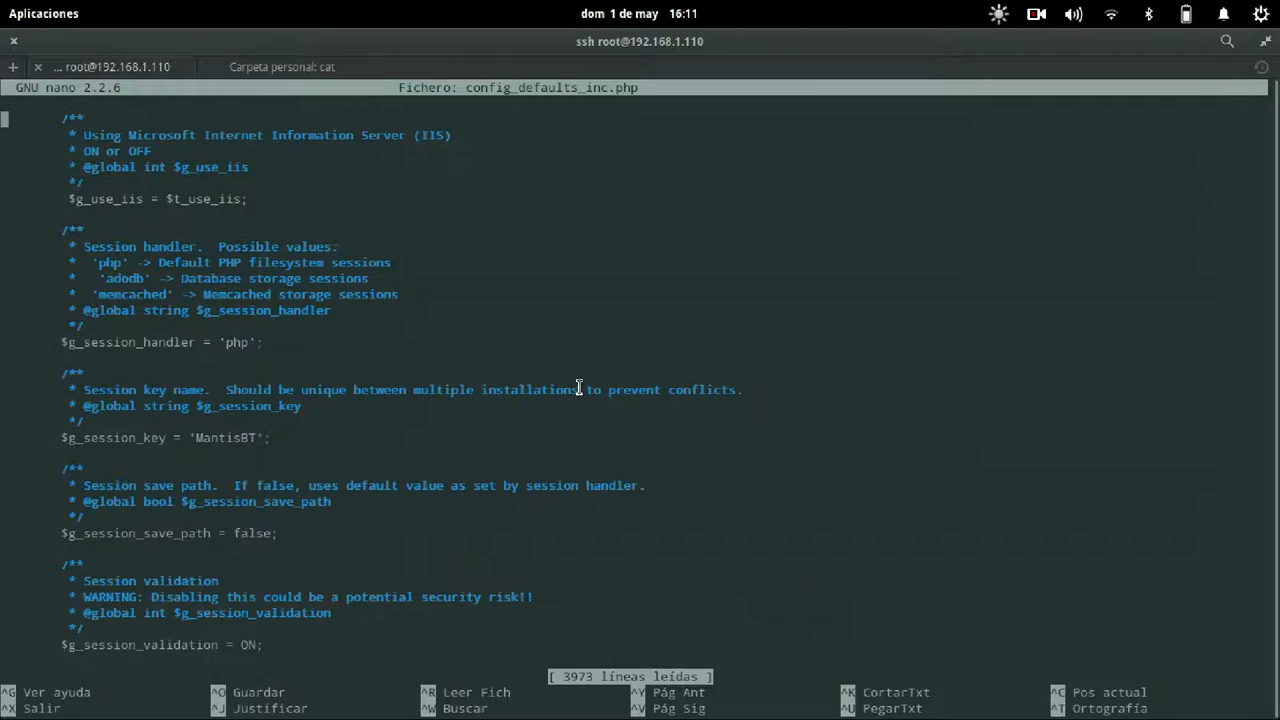 Aplicaciones dom 1 de may 16:11
ssh root@192.168.1.110
... root@192.168.1.110 Carpeta personal: cat
GNU nano 2.2.6 Fichero: config_defaults_inc.php
/**
* Using Microsoft Internet Information Server (IIS)
* ON or OFF
* @global int $g_use_iis
*/
$g_use_iis = $t_use_iis;
/**
* Session handler.  Possible values:
*  'php' -> Default PHP filesystem sessions
*   'adodb' -> Database storage sessions
*  'memcached' -> Memcached storage sessions
* @global string $g_session_handler
*/
$g_session_handler = 'php';
/**
* Session key name.  Should be unique between multiple installations to prevent conflicts.
* @global string $g_session_key
*/
$g_session_key = 'MantisBT';
/**
* Session save path.  If false, uses default value as set by session handler.
* @global bool $g_session_save_path
*/
$g_session_save_path = false;
/**
* Session validation
* WARNING: Disabling this could be a potential security risk!!
* @global int $g_session_validation
*/
$g_session_validation = ON;
[ 3973 líneas leídas ]
^G Ver ayuda ^O Guardar ^R Leer Fich ^Y Pág Ant ^K CortarTxt ^C Pos actual
^X Salir ^J Justificar ^W Buscar ^V Pág Sig ^U PegarTxt ^T Ortografía